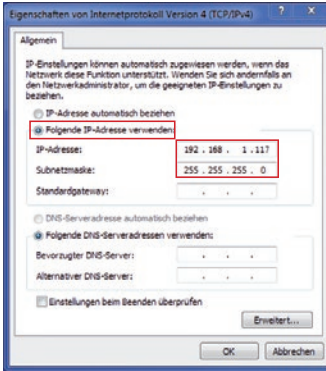 Eigenschaften von Internetprotokoll Version 4 (TCP/IPv4)
Allgemein
IP-Einstellungen können automatisch zugewiesen werden, wenn das
Netzwerk diese Funktion unterstützt. Wenden Sie sich andernfalls an
den Netzwerkadministrator, um die geeigneten IP-Einstellungen zu
beziehen.
IP-Adresse automatisch beziehen
Folgende IP-Adresse verwenden:
IP-Adresse: 192 . 168 . 1 . 117
Subnetzmaske: 255 . 255 . 255 . 0
Standardgateway: . . .
DNS-Serveradresse automatisch beziehen
Folgende DNS-Serveradressen verwenden:
Bevorzugter DNS-Server: . . .
Alternativer DNS-Server: . . .
Einstellungen beim Beenden überprüfen
Erweitert...
OK Abbrechen